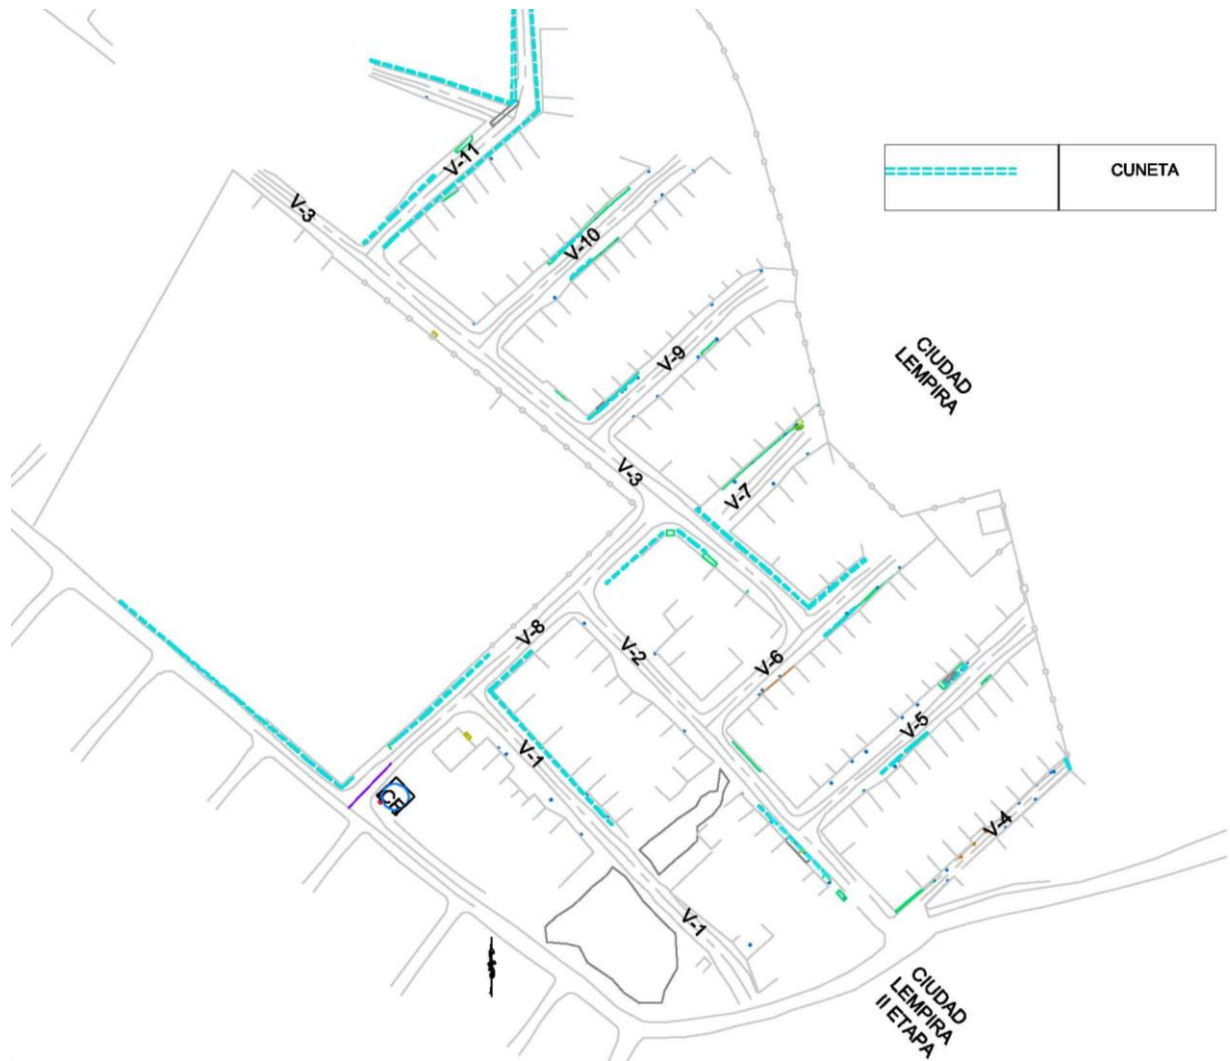 V-11
CUNETA
V-3
V-10
V-9
CIUDAD
LEMPIRA
V-3
V-7
V-8
V-2
V-6
V-5
V-1
V-4
V-1
CIUDAD
LEMPIRA
II ETAPA